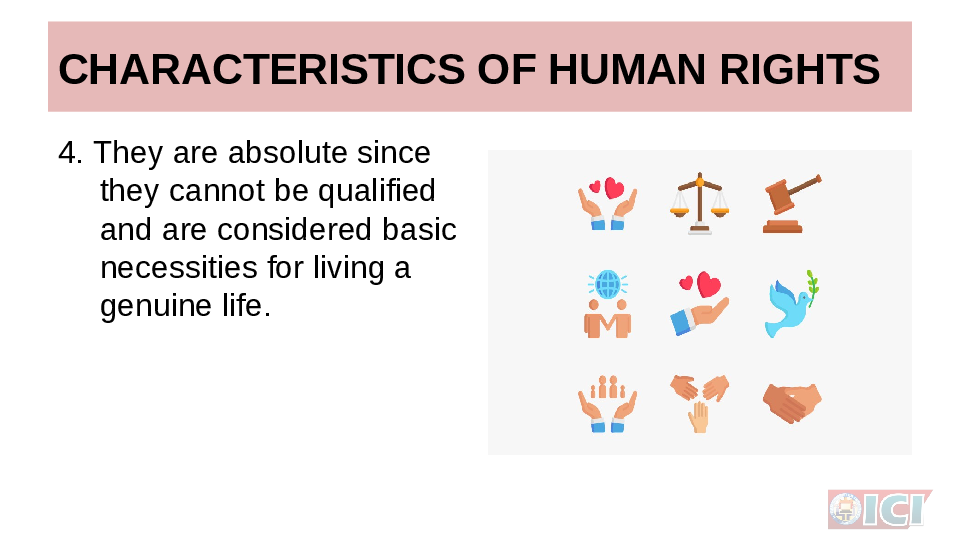 CHARACTERISTICS OF HUMAN RIGHTS
4. They are absolute since
they cannot be qualified
and are considered basic
necessities for living a
genuine life.
ICI